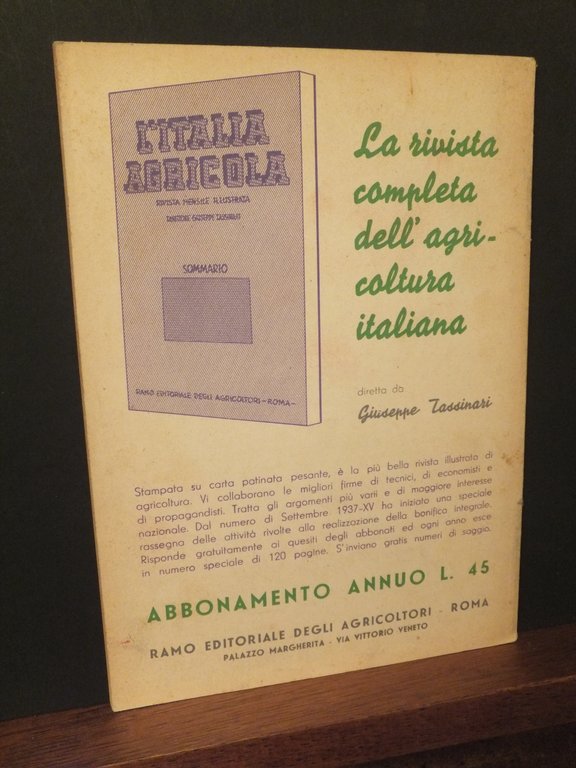 L'ITALIA
AGRICOLA
RIVISTA MENSILE ILLUSTRATA
DIRETTORE GIUSEPPE TASSINARI
SOMMARIO
RAMO EDITORIALE DEGLI AGRICOLTORI - ROMA -
La rivista
completa
dell'agri-
coltura
italiana
diretta da
Giuseppe Tassinari
Stampata su carta patinata pesante, è la più bella rivista illustrata di
agricoltura. Vi collaborano le migliori firme di tecnici, di economisti e
di propagandisti. Tratta gli argomenti più varii e di maggiore interesse
nazionale. Dal numero di Settembre 1937-XV ha iniziato una speciale
rassegna delle attività rivolte alla realizzazione della bonifica integrale.
Risponde gratuitamente ai quesiti degli abbonati ed ogni anno esce
in numero speciale di 120 pagine. S'inviano gratis numeri di saggio.
ABBONAMENTO ANNUO L. 45
RAMO EDITORIALE DEGLI AGRICOLTORI - ROMA
PALAZZO MARGHERITA - VIA VITTORIO VENETO